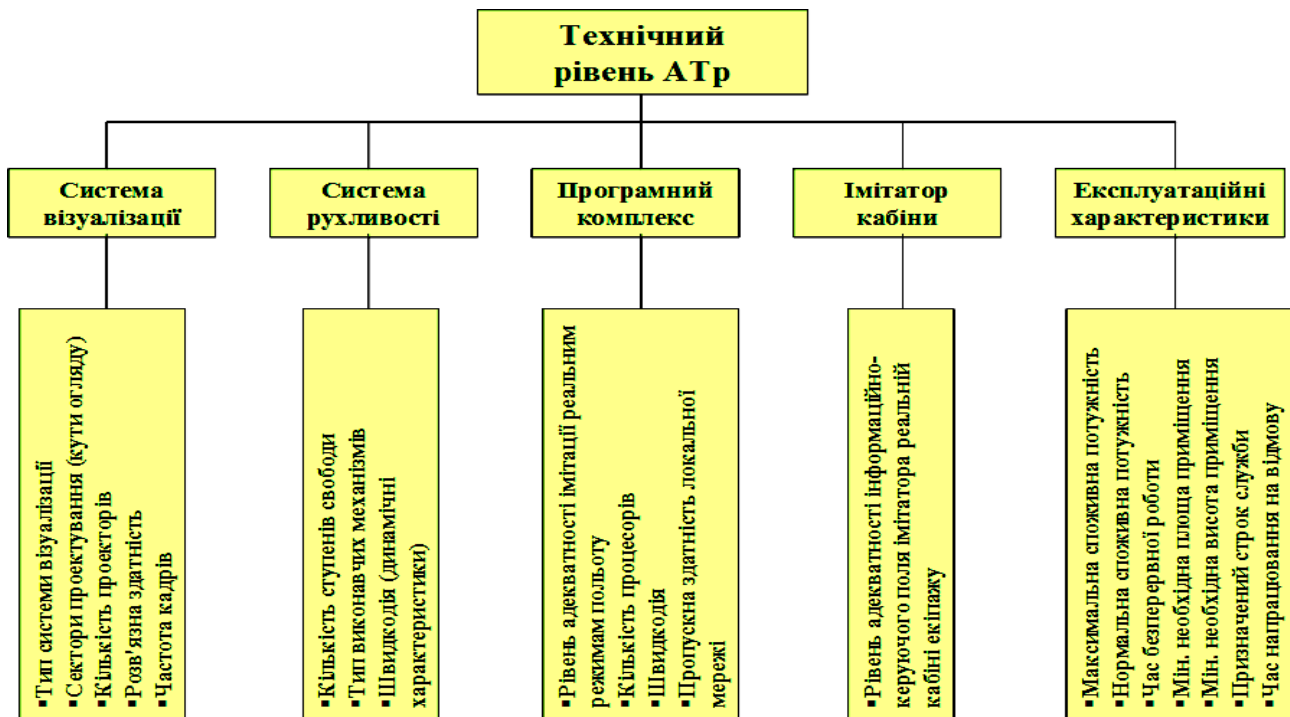 Технічний
рівень АТр
Система
візуалізації
Система
рухливості
Програмний
комплекс
Імітатор
кабіни
Експлуатаційні
характеристики
▪Тип системи візуалізації
▪Сектори проектування (кути огляду)
▪Кількість проекторів
▪Розв'язна здатність
▪Частота кадрів
▪Кількість ступенів свободи
▪Тип виконавчих механізмів
▪Швидкодія (динамічні
характеристики)
▪Рівень адекватності імітації реальним
режимам польоту
▪Кількість процесорів
▪Швидкодія
▪Пропускна здатність локальної
мережі
▪Рівень адекватності інформаційно-
керуючого поля імітатора реальній
кабіні екіпажу
▪Максимальна споживна потужність
▪Нормальна споживна потужність
▪Час безперервної роботи
▪Мін. необхідна площа приміщення
▪Мін. необхідна висота приміщення
▪Призначений строк служби
▪Час напрацювання на відмову